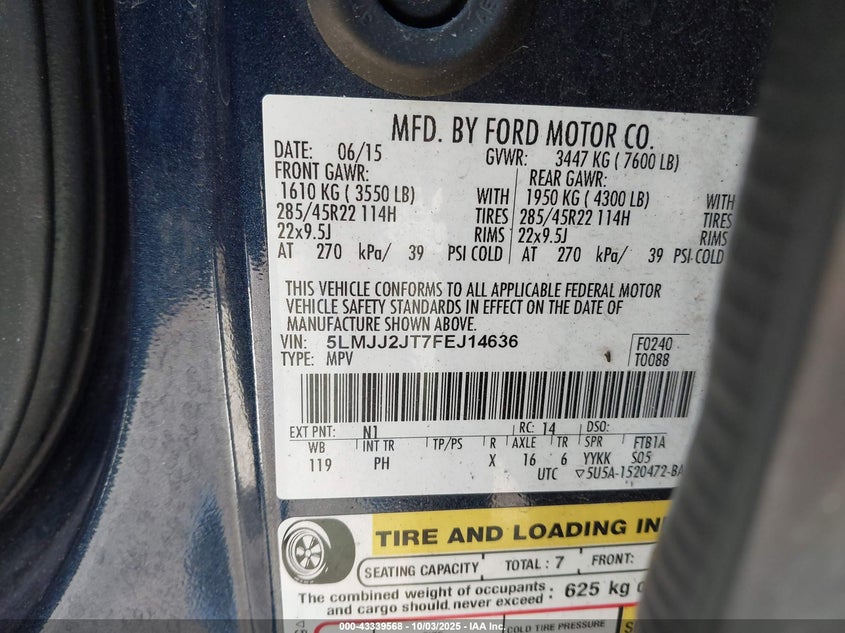 MFD. BY FORD MOTOR CO.
DATE: 06/15 GVWR: 3447 KG ( 7600 LB)
FRONT GAWR: REAR GAWR:
1610 KG ( 3550 LB) WITH 1950 KG ( 4300 LB) WITH
285/45R22 114H TIRES 285/45R22 114H TIRES
22x9.5J RIMS 22x9.5J RIMS
AT 270 kPa/ 39 PSI COLD AT 270 kPa/ 39 PSI COLD
THIS VEHICLE CONFORMS TO ALL APPLICABLE FEDERAL MOTOR
VEHICLE SAFETY STANDARDS IN EFFECT ON THE DATE OF
MANUFACTURE SHOWN ABOVE.
VIN: 5LMJJ2JT7FEJ14636 F0240
TYPE: MPV T0088
EXT PNT: N1 RC: 14 DSO:
WB INT TR TP/PS R AXLE TR SPR FTB1A
119 PH X 16 6 YYKK S05
UTC ▽5U5A-1520472-BA
TIRE AND LOADING
SEATING CAPACITY TOTAL : 7 FRONT:
The combined weight of occupants
and cargo should never exceed : 625 kg
COLD TIRE PRESSURE
000-43339568 - 10/03/2025 - IAA Inc.